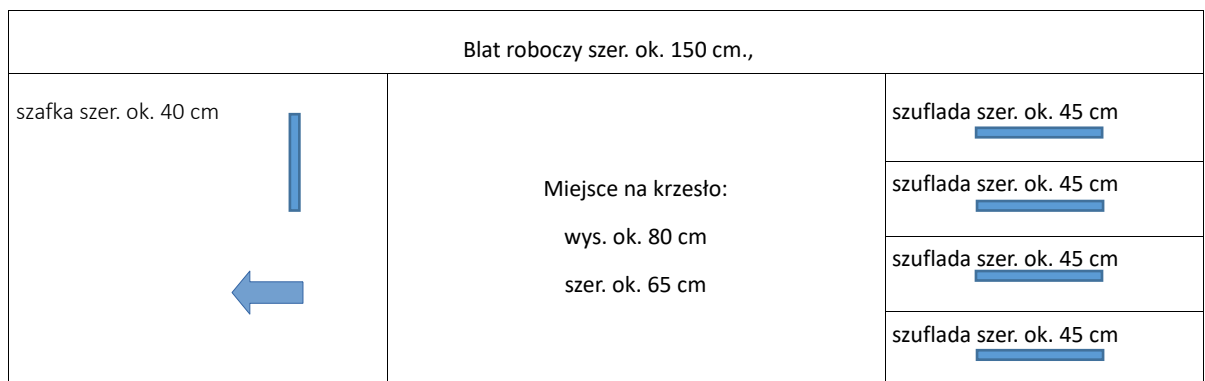 Blat roboczy szer. ok. 150 cm.,
szafka szer. ok. 40 cm
Miejsce na krzesło:
wys. ok. 80 cm
szer. ok. 65 cm
szuflada szer. ok. 45 cm
szuflada szer. ok. 45 cm
szuflada szer. ok. 45 cm
szuflada szer. ok. 45 cm